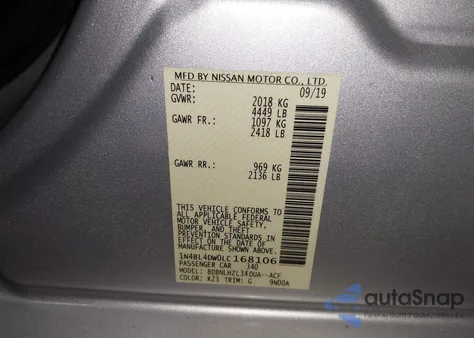 MFD BY NISSAN MOTOR CO., LTD.
DATE: 09/19
GVWR: 2018 KG
4449 LB
GAWR FR.: 1097 KG
2418 LB
GAWR RR.: 969 KG
2136 LB
THIS VEHICLE CONFORMS TO
ALL APPLICABLE FEDERAL
MOTOR VEHICLE SAFETY,
BUMPER, AND THEFT
PREVENTION STANDARDS
IN EFFECT ON THE DATE OF
MANUFACTURE SHOWN ABOVE.
1N4BL4DW0LC168106
PASSENGER CAR 340
MODEL: BDBNLHZL34DUA--ACF
COLOR: K23 TRIM: G 9N00A
autoSnap